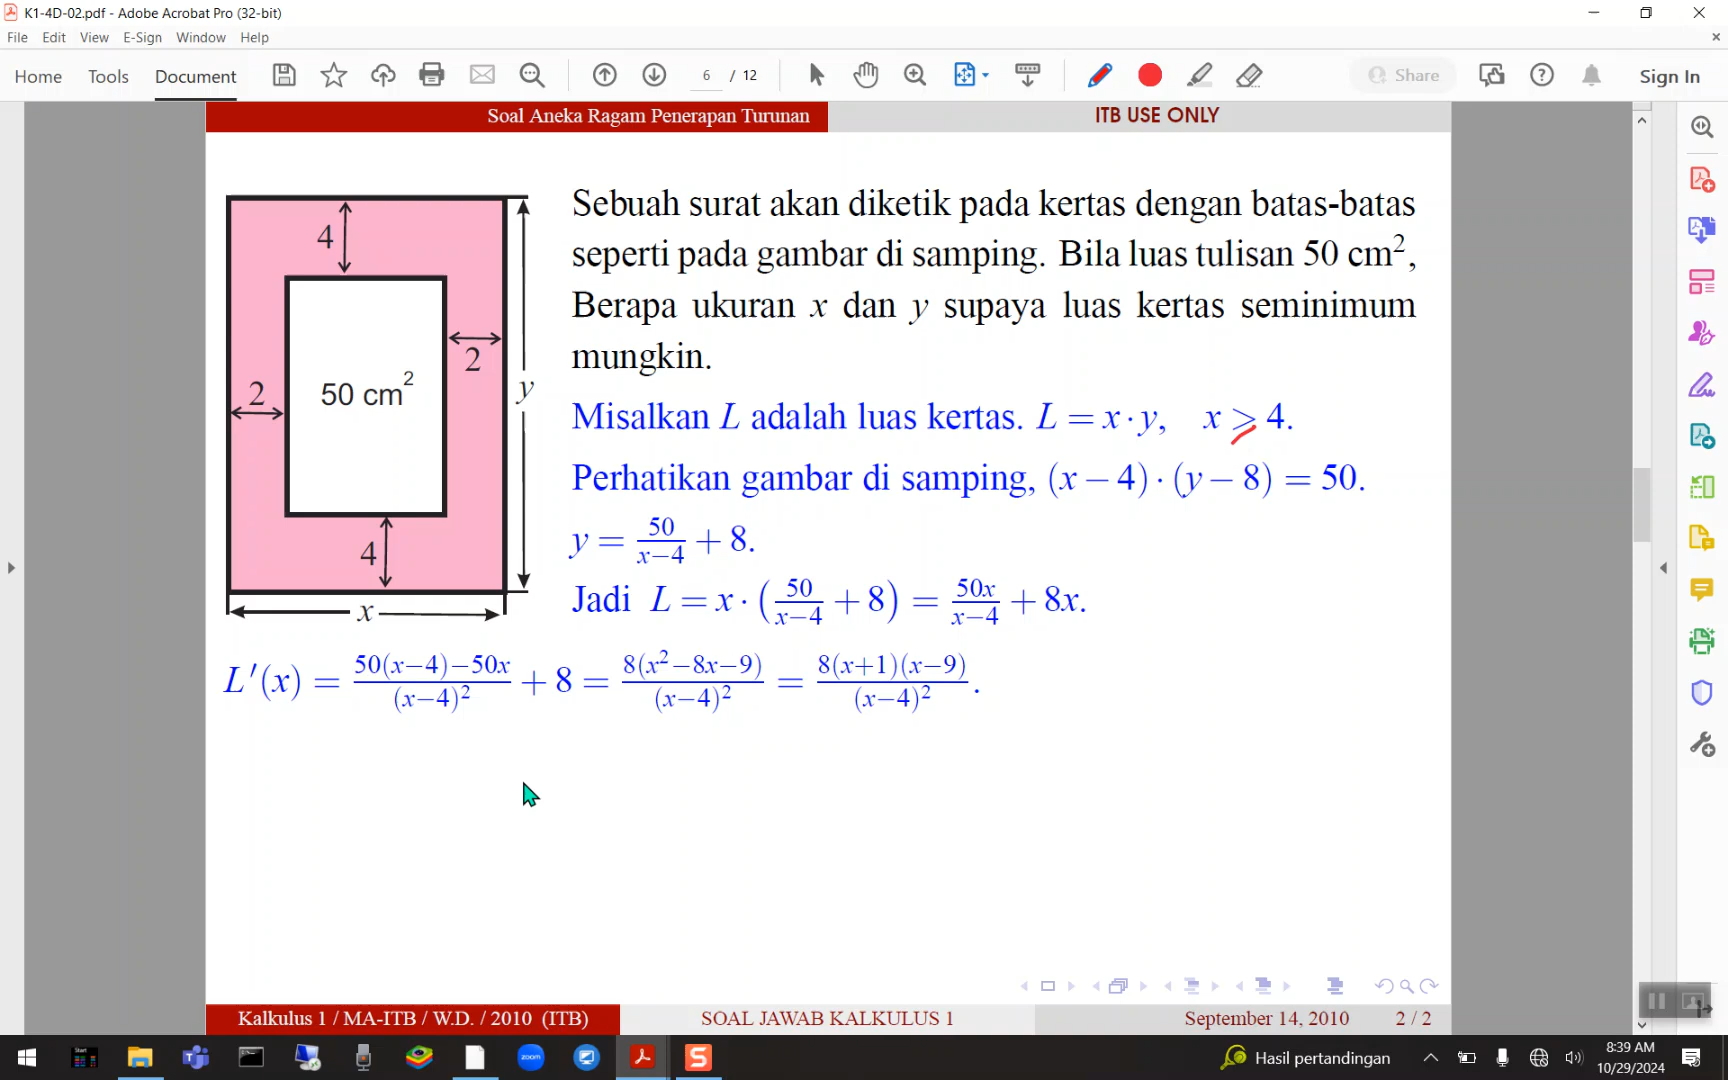 K1-4D-02.pdf - Adobe Acrobat Pro (32-bit)
File Edit View E-Sign Window Help
Home Tools Document 6 / 12 Share Sign In
Soal Aneka Ragam Penerapan Turunan ITB USE ONLY
4
2
2
50 cm²
4
y
x
Sebuah surat akan diketik pada kertas dengan batas-batas
seperti pada gambar di samping. Bila luas tulisan 50 cm²,
Berapa ukuran x dan y supaya luas kertas seminimum
mungkin.
Misalkan L adalah luas kertas. L = x · y, x ⩾ 4.
Perhatikan gambar di samping, (x − 4) · (y − 8) = 50.
y = 50/(x−4) + 8.
Jadi L = x · (50/(x−4) + 8) = 50x/(x−4) + 8x.
L′(x) = (50(x−4)−50x)/(x−4)² + 8 = 8(x²−8x−9)/(x−4)² = 8(x+1)(x−9)/(x−4)².
Kalkulus 1 / MA-ITB / W.D. / 2010 (ITB) SOAL JAWAB KALKULUS 1 September 14, 2010 2 / 2
Start zoom Hasil pertandingan 8:39 AM
10/29/2024